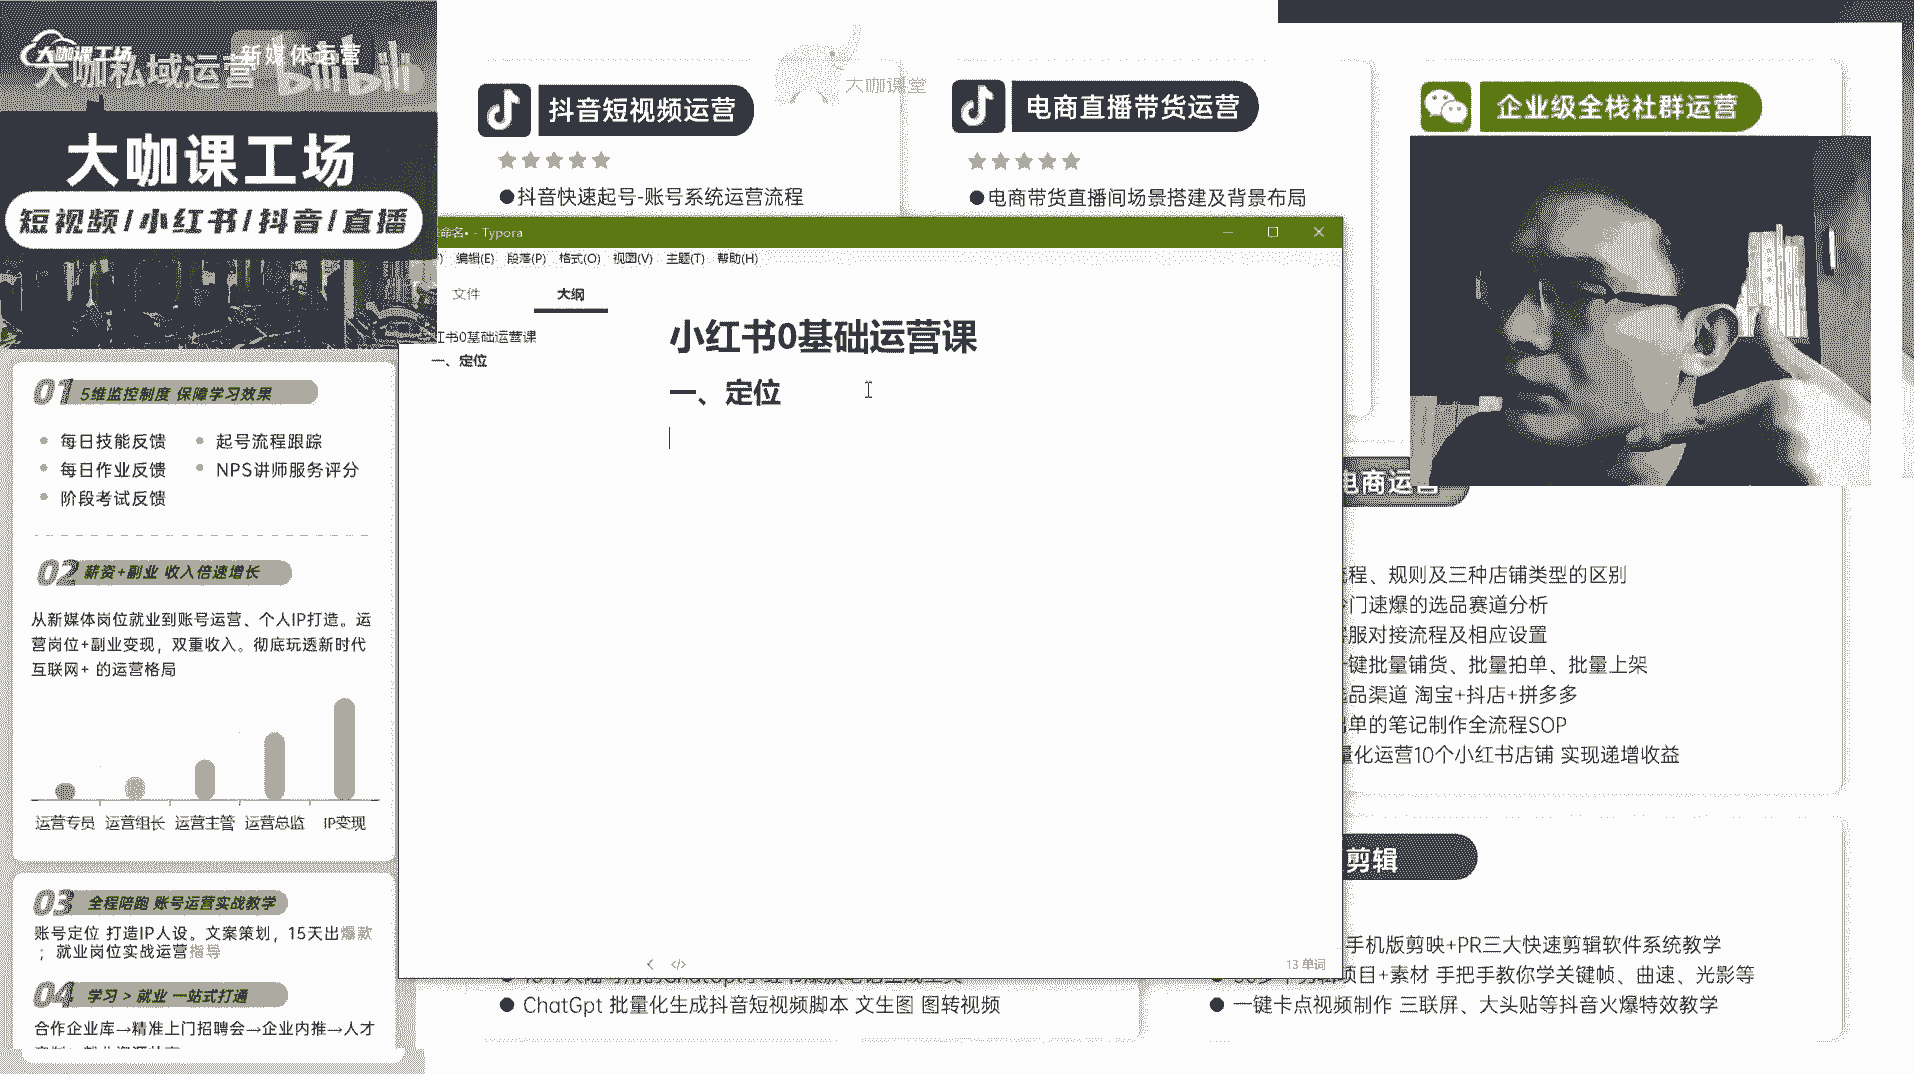 大咖课工场
新媒体运营
大咖私域运营
bilibili
大咖课工场
短视频/小红书/抖音/直播
01 5维监控制度 保障学习效果
每日技能反馈
起号流程跟踪
每日作业反馈
NPS讲师服务评分
阶段考试反馈
02 薪资+副业 收入倍速增长
从新媒体岗位就业到账号运营、个人IP打造。运
营岗位+副业变现，双重收入。彻底玩透新时代
互联网+ 的运营格局
运营专员 运营组长 运营主管 运营总监 IP变现
03 全程陪跑 账号运营实战教学
账号定位 打造IP人设。文案策划，15天出爆款
；就业岗位实战运营指导
04 学习 > 就业 一站式打通
合作企业库→精准上门招聘会→企业内推→人才
大咖课堂
抖音短视频运营
●抖音快速起号-账号系统运营流程
电商直播带货运营
●电商带货直播间场景搭建及背景布局
企业级全栈社群运营
命名• - Typora
编辑(E) 段落(P) 格式(O) 视图(V) 主题(T) 帮助(H)
文件
大纲
红书0基础运营课
一、定位
小红书0基础运营课
一、定位
13 单词
电商运营
程、规则及三种店铺类型的区别
门速爆的选品赛道分析
服对接流程及相应设置
键批量铺货、批量拍单、批量上架
品渠道 淘宝+抖店+拼多多
单的笔记制作全流程SOP
量化运营10个小红书店铺 实现递增收益
● ChatGpt 批量化生成抖音短视频脚本 文生图 图转视频
剪辑
手机版剪映+PR三大快速剪辑软件系统教学
项目+素材 手把手教你学关键帧、曲速、光影等
● 一键卡点视频制作 三联屏、大头贴等抖音火爆特效教学